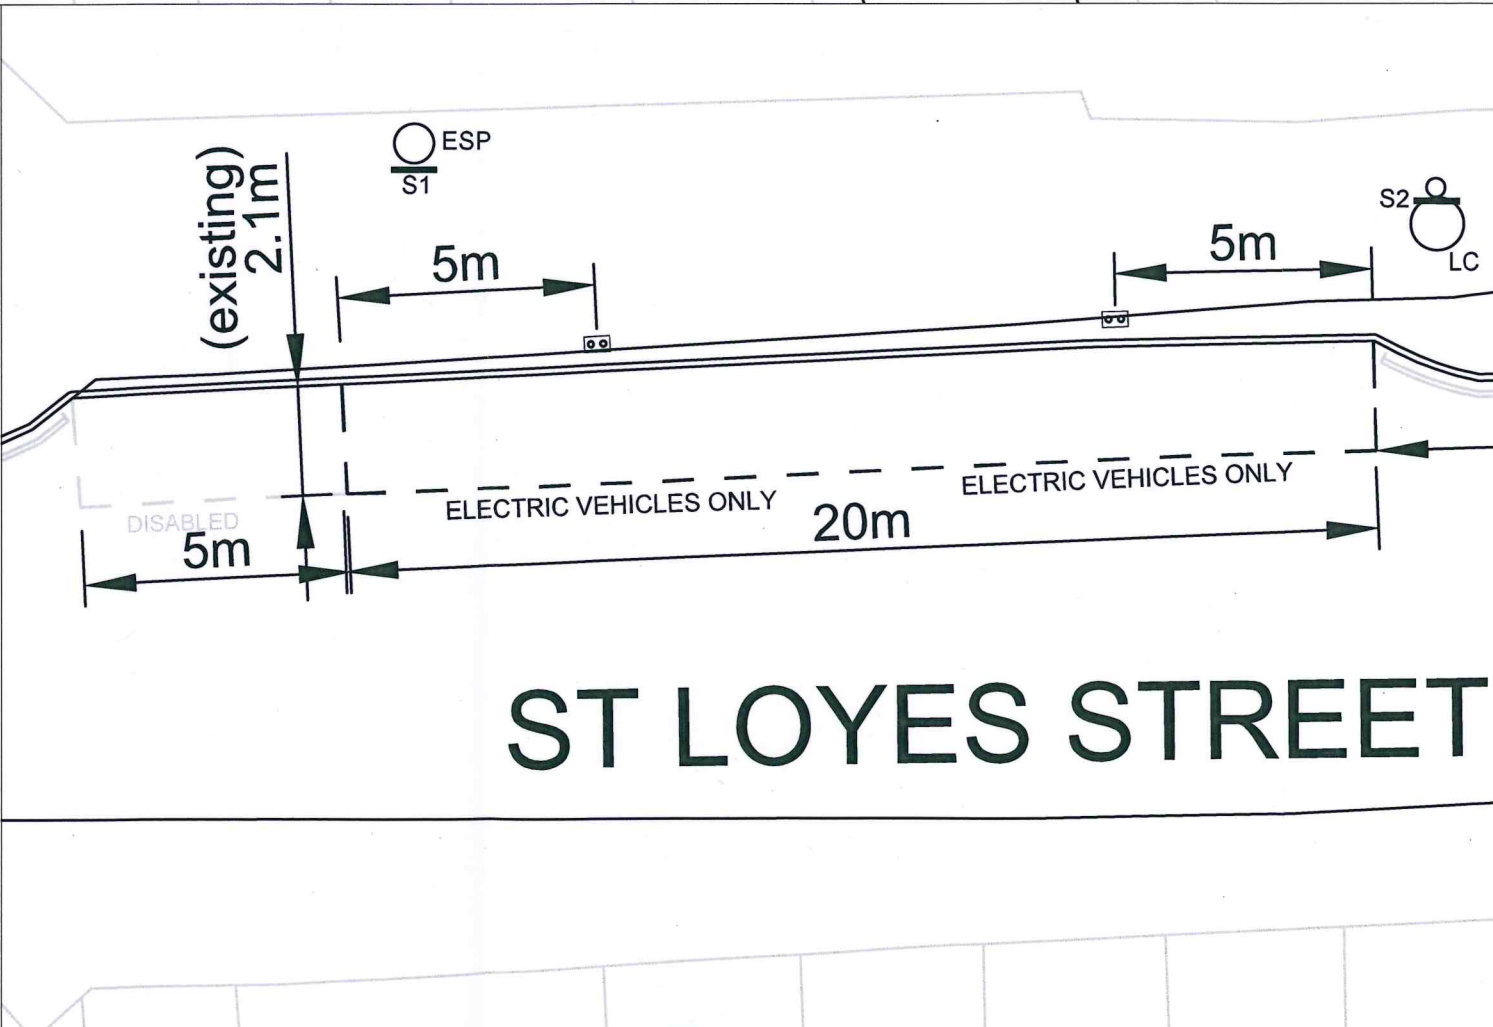 ESP
S1
(existing)
2.1m
5m
5m
S2
LC
ELECTRIC VEHICLES ONLY
ELECTRIC VEHICLES ONLY
DISABLED
5m
20m
ST LOYES STREET